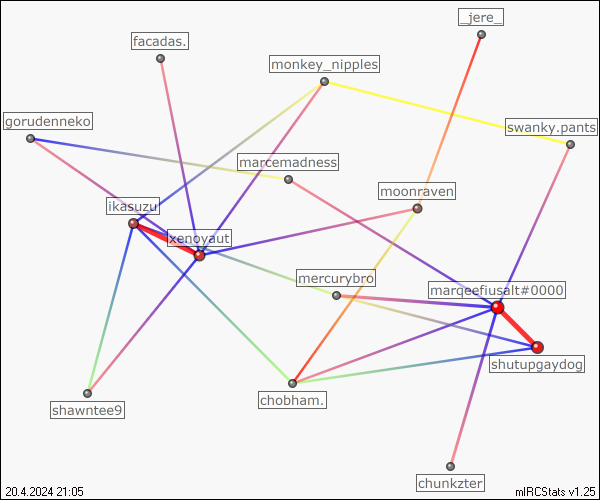 _jere_
facadas.
monkey_nipples
gorudenneko
swanky.pants
marcemadness
moonraven
ikasuzu
xenoyaut
mercurybro
marqeefiusalt#0000
shutupgaydog
shawntee9
chobham.
chunkzter
20.4.2024 21:05
mIRCStats v1.25